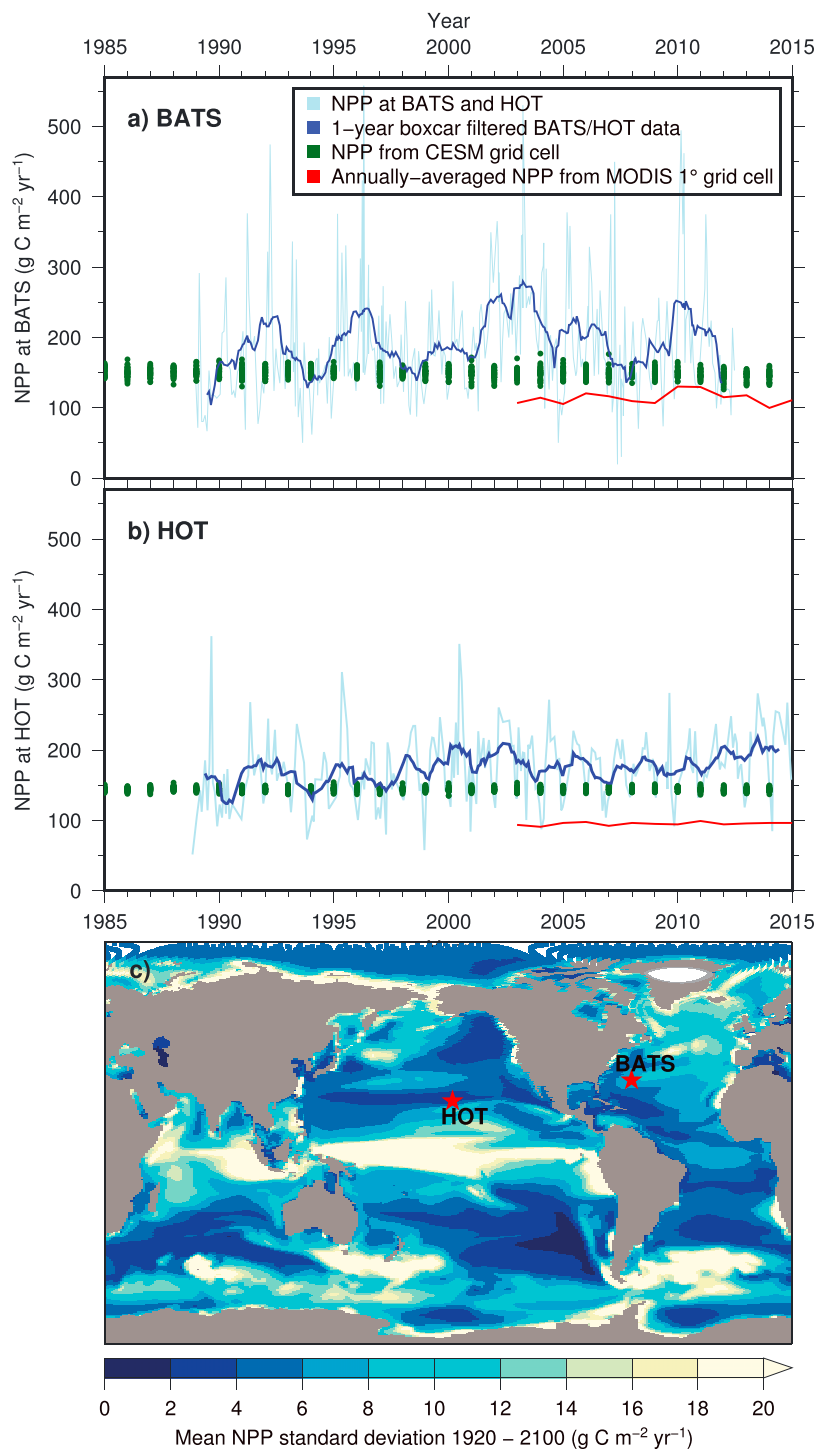 Year
1985 1990 1995 2000 2005 2010 2015
a) BATS
NPP at BATS and HOT
1−year boxcar filtered BATS/HOT data
NPP from CESM grid cell
Annually−averaged NPP from MODIS 1° grid cell
NPP at BATS (g C m⁻² yr⁻¹)
500
400
300
200
100
0
b) HOT
NPP at HOT (g C m⁻² yr⁻¹)
500
400
300
200
100
0
1985 1990 1995 2000 2005 2010 2015
c)
BATS
HOT
0 2 4 6 8 10 12 14 16 18 20
Mean NPP standard deviation 1920 − 2100 (g C m⁻² yr⁻¹)